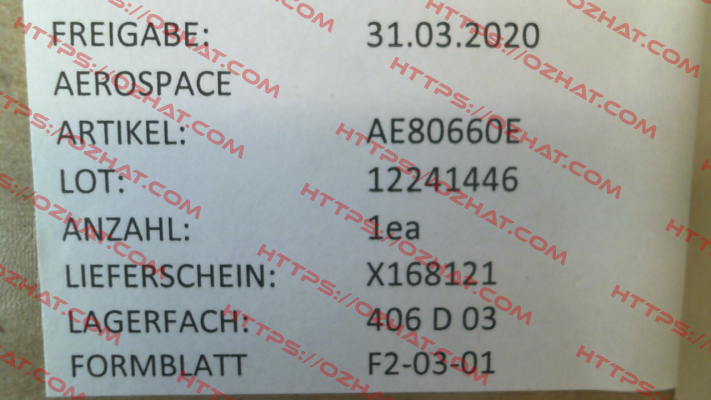 FREIGABE: 31.03.2020
AEROSPACE
ARTIKEL: AE80660E
LOT: 12241446
ANZAHL: 1ea
LIEFERSCHEIN: X168121
LAGERFACH: 406 D 03
FORMBLATT F2-03-01
HTTPS://OZHAT.COM